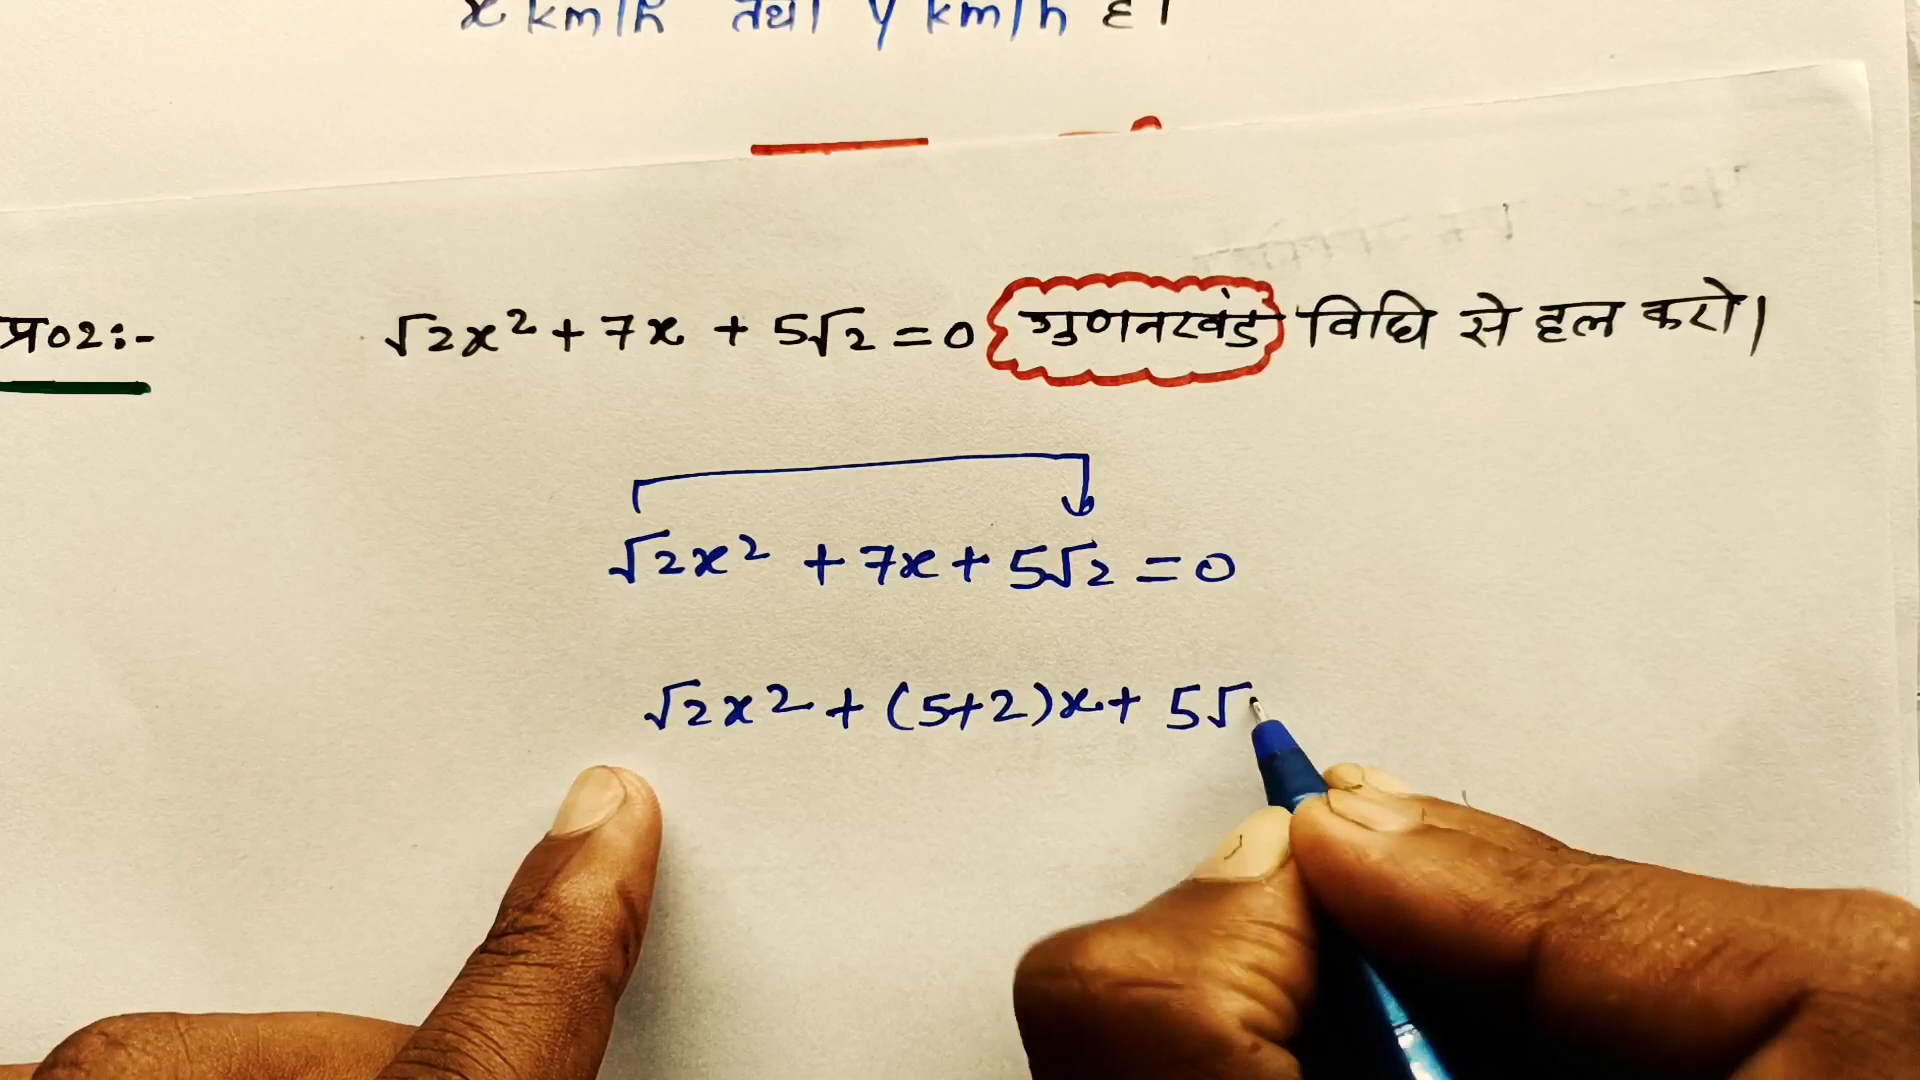 x km/h तथा y km/h है।
प्र०2:- √2x² + 7x + 5√2 = 0 गुणनखंड विधि से हल करो।
√2x² + 7x + 5√2 = 0
√2x² + (5+2)x + 5√